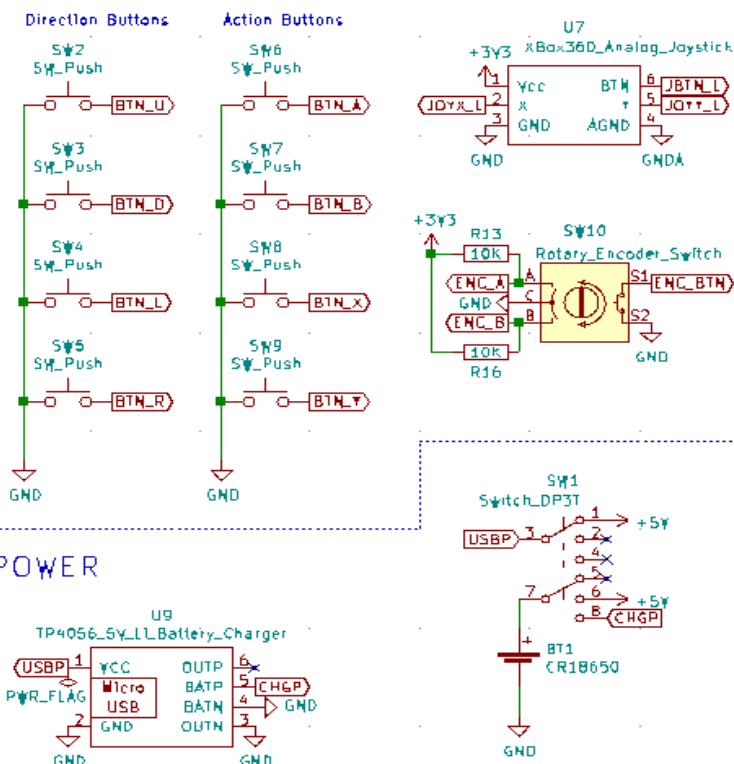 Direction Buttons
Action Buttons
SW2
SW_Push
BTN_U
SW3
SW_Push
BTN_D
SW4
SW_Push
BTN_L
SW5
SW_Push
BTN_R
GND
SW6
SW_Push
BTN_A
SW7
SW_Push
BTN_B
SW8
SW_Push
BTN_X
SW9
SW_Push
BTN_Y
GND
U7
XBox360_Analog_Joystick
+3V3
1
Vcc
BTN
6
JBTN_L
JOYX_L
2
X
Y
5
JOYY_L
3
GND
AGND
4
GND
GNDA
+3V3
R13
10K
SW10
Rotary_Encoder_Switch
ENC_A
A
S1
ENC_BTN
GND
C
ENC_B
B
S2
10K
R16
GND
SW1
Switch_DP3T
USBP
3
1
+5V
2
4
5
7
6
+5V
8
CHGP
+
BT1
CR18650
GND
POWER
U9
TP4056_5V_L1_Battery_Charger
USBP
1
VCC
OUTP
6
PWR_FLAG
Micro
USB
BATP
5
CHGP
BATN
4
GND
2
GND
OUTN
3
GND
GND